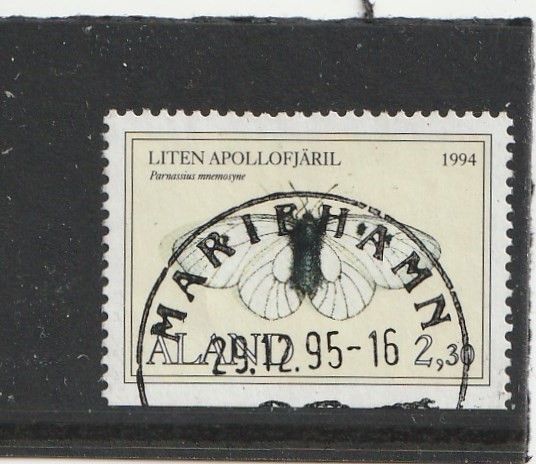 LITEN APOLLOFJÄRIL 1994
Parnassius mnemosyne
MARIEHAMN
ÅLAND 2,30
29.12.95-16